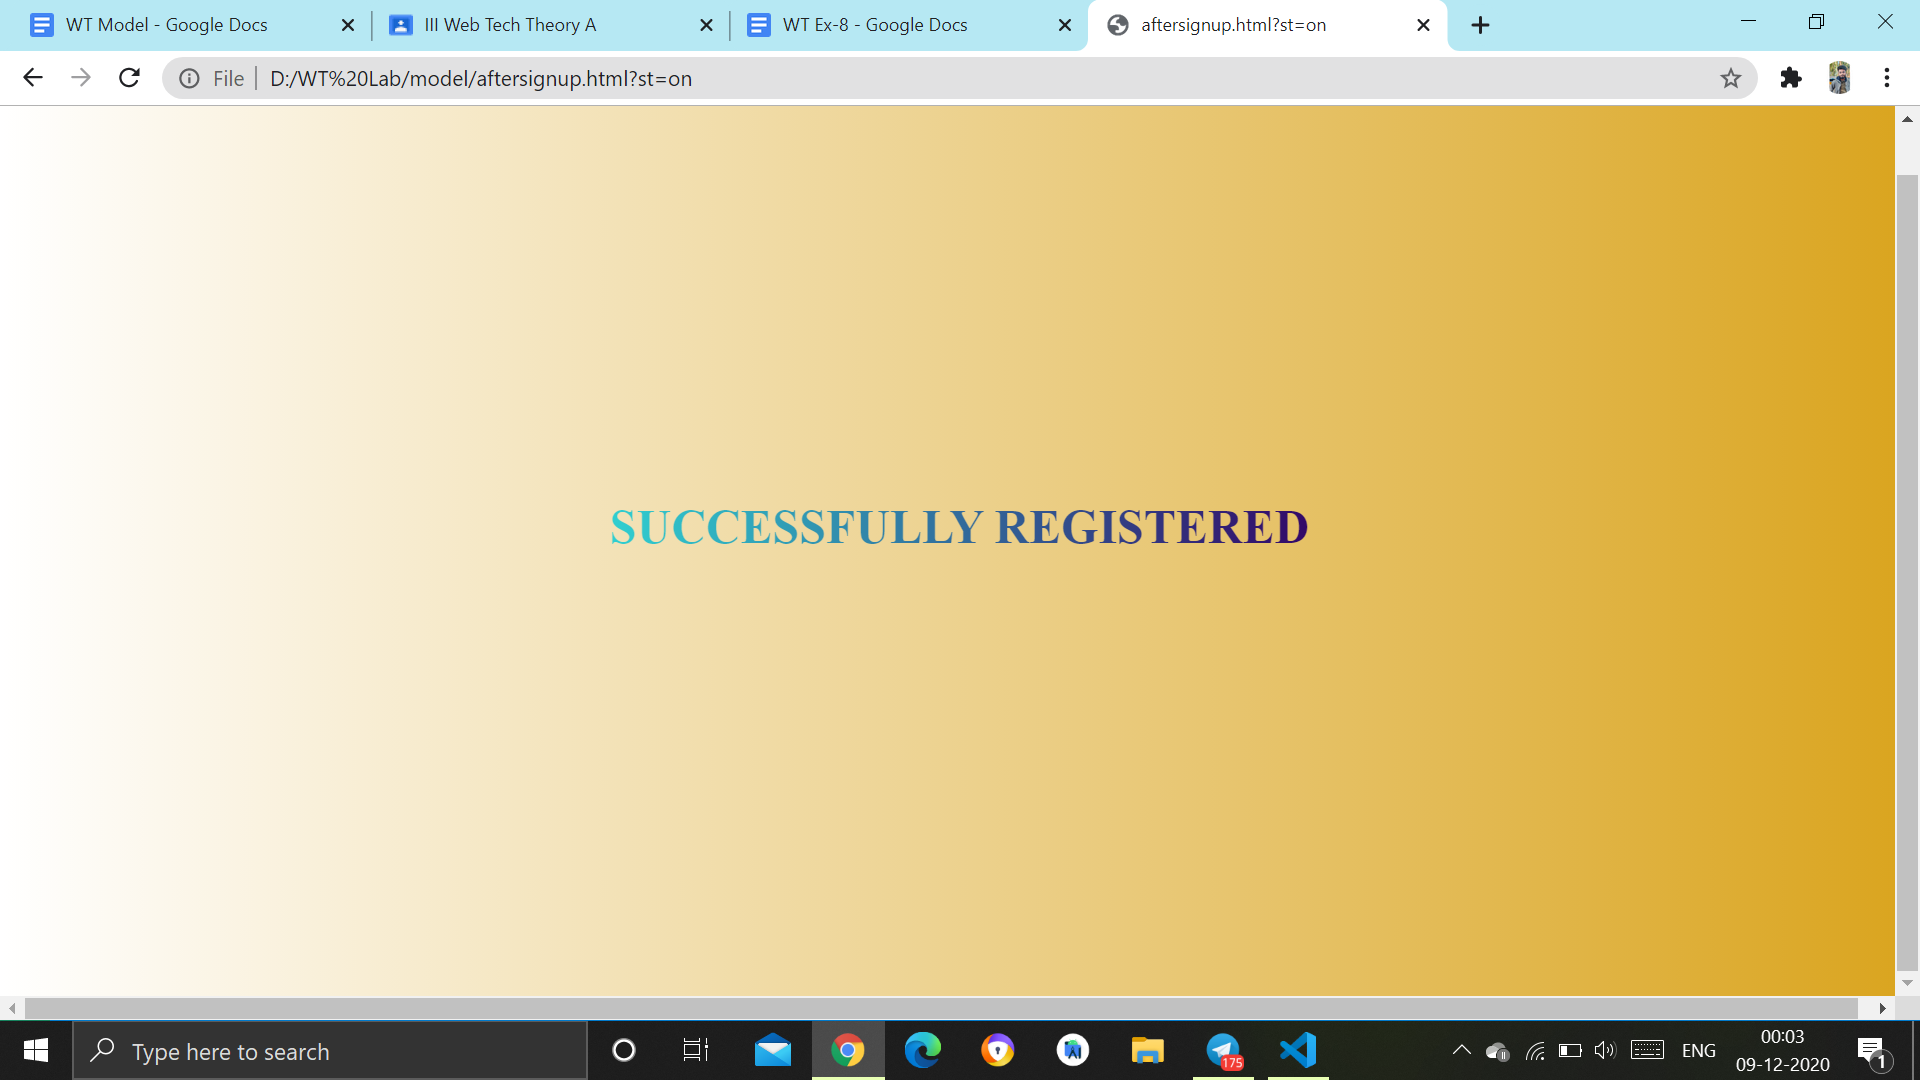 WT Model - Google Docs
III Web Tech Theory A
WT Ex-8 - Google Docs
aftersignup.html?st=on
File
D:/WT%20Lab/model/aftersignup.html?st=on
SUCCESSFULLY REGISTERED
Type here to search
175
ENG
00:03
09-12-2020
1